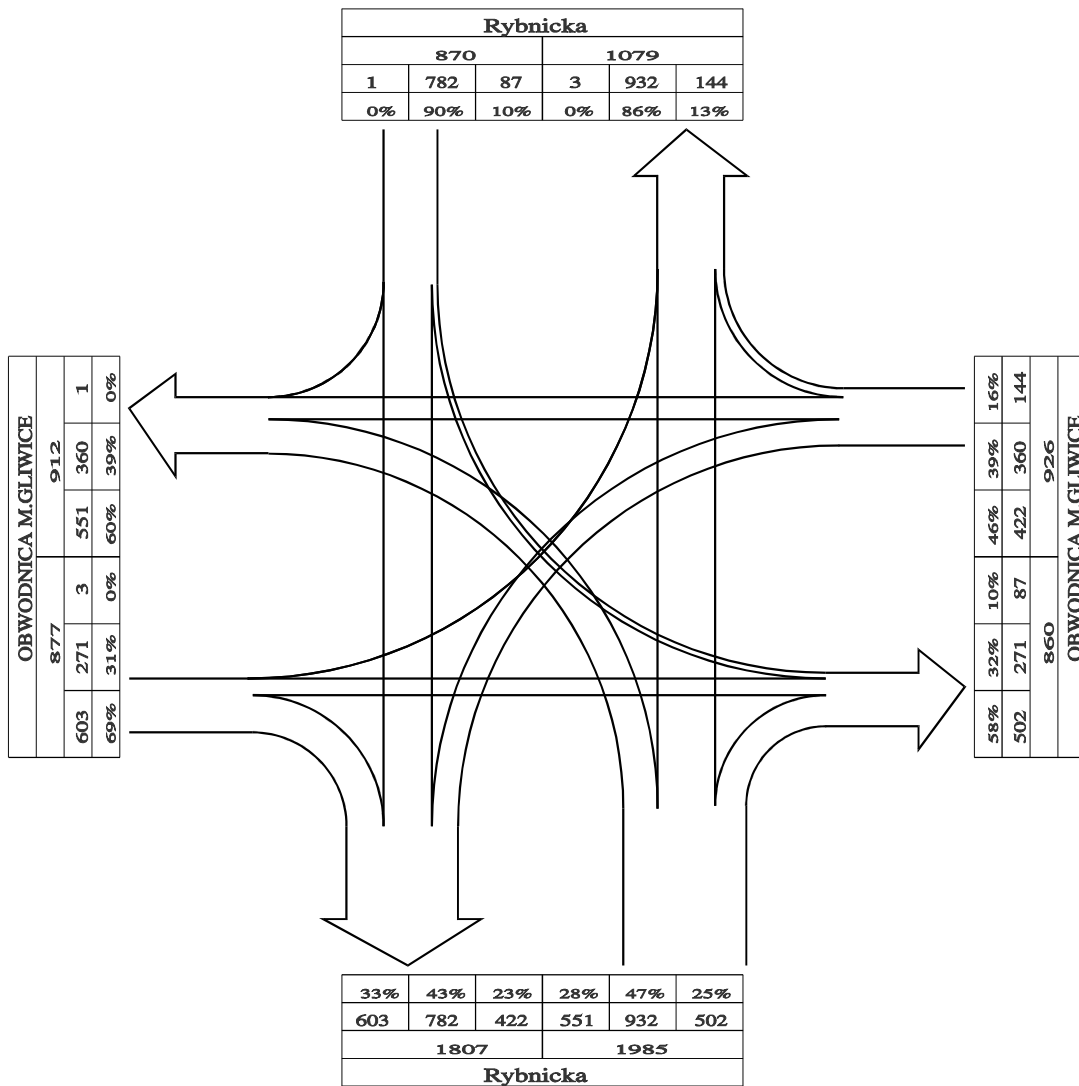 Rybnicka
870 1079
1 782 87 3 932 144
0% 90% 10% 0% 86% 13%
OBWODNICA M.GLIWICE
877 912
603 271 3 551 360 1
69% 31% 0% 60% 39% 0%
58% 32% 10% 46% 39% 16%
502 271 87 422 360 144
860 926
OBWODNICA M.GLIWICE
33% 43% 23% 28% 47% 25%
603 782 422 551 932 502
1807 1985
Rybnicka